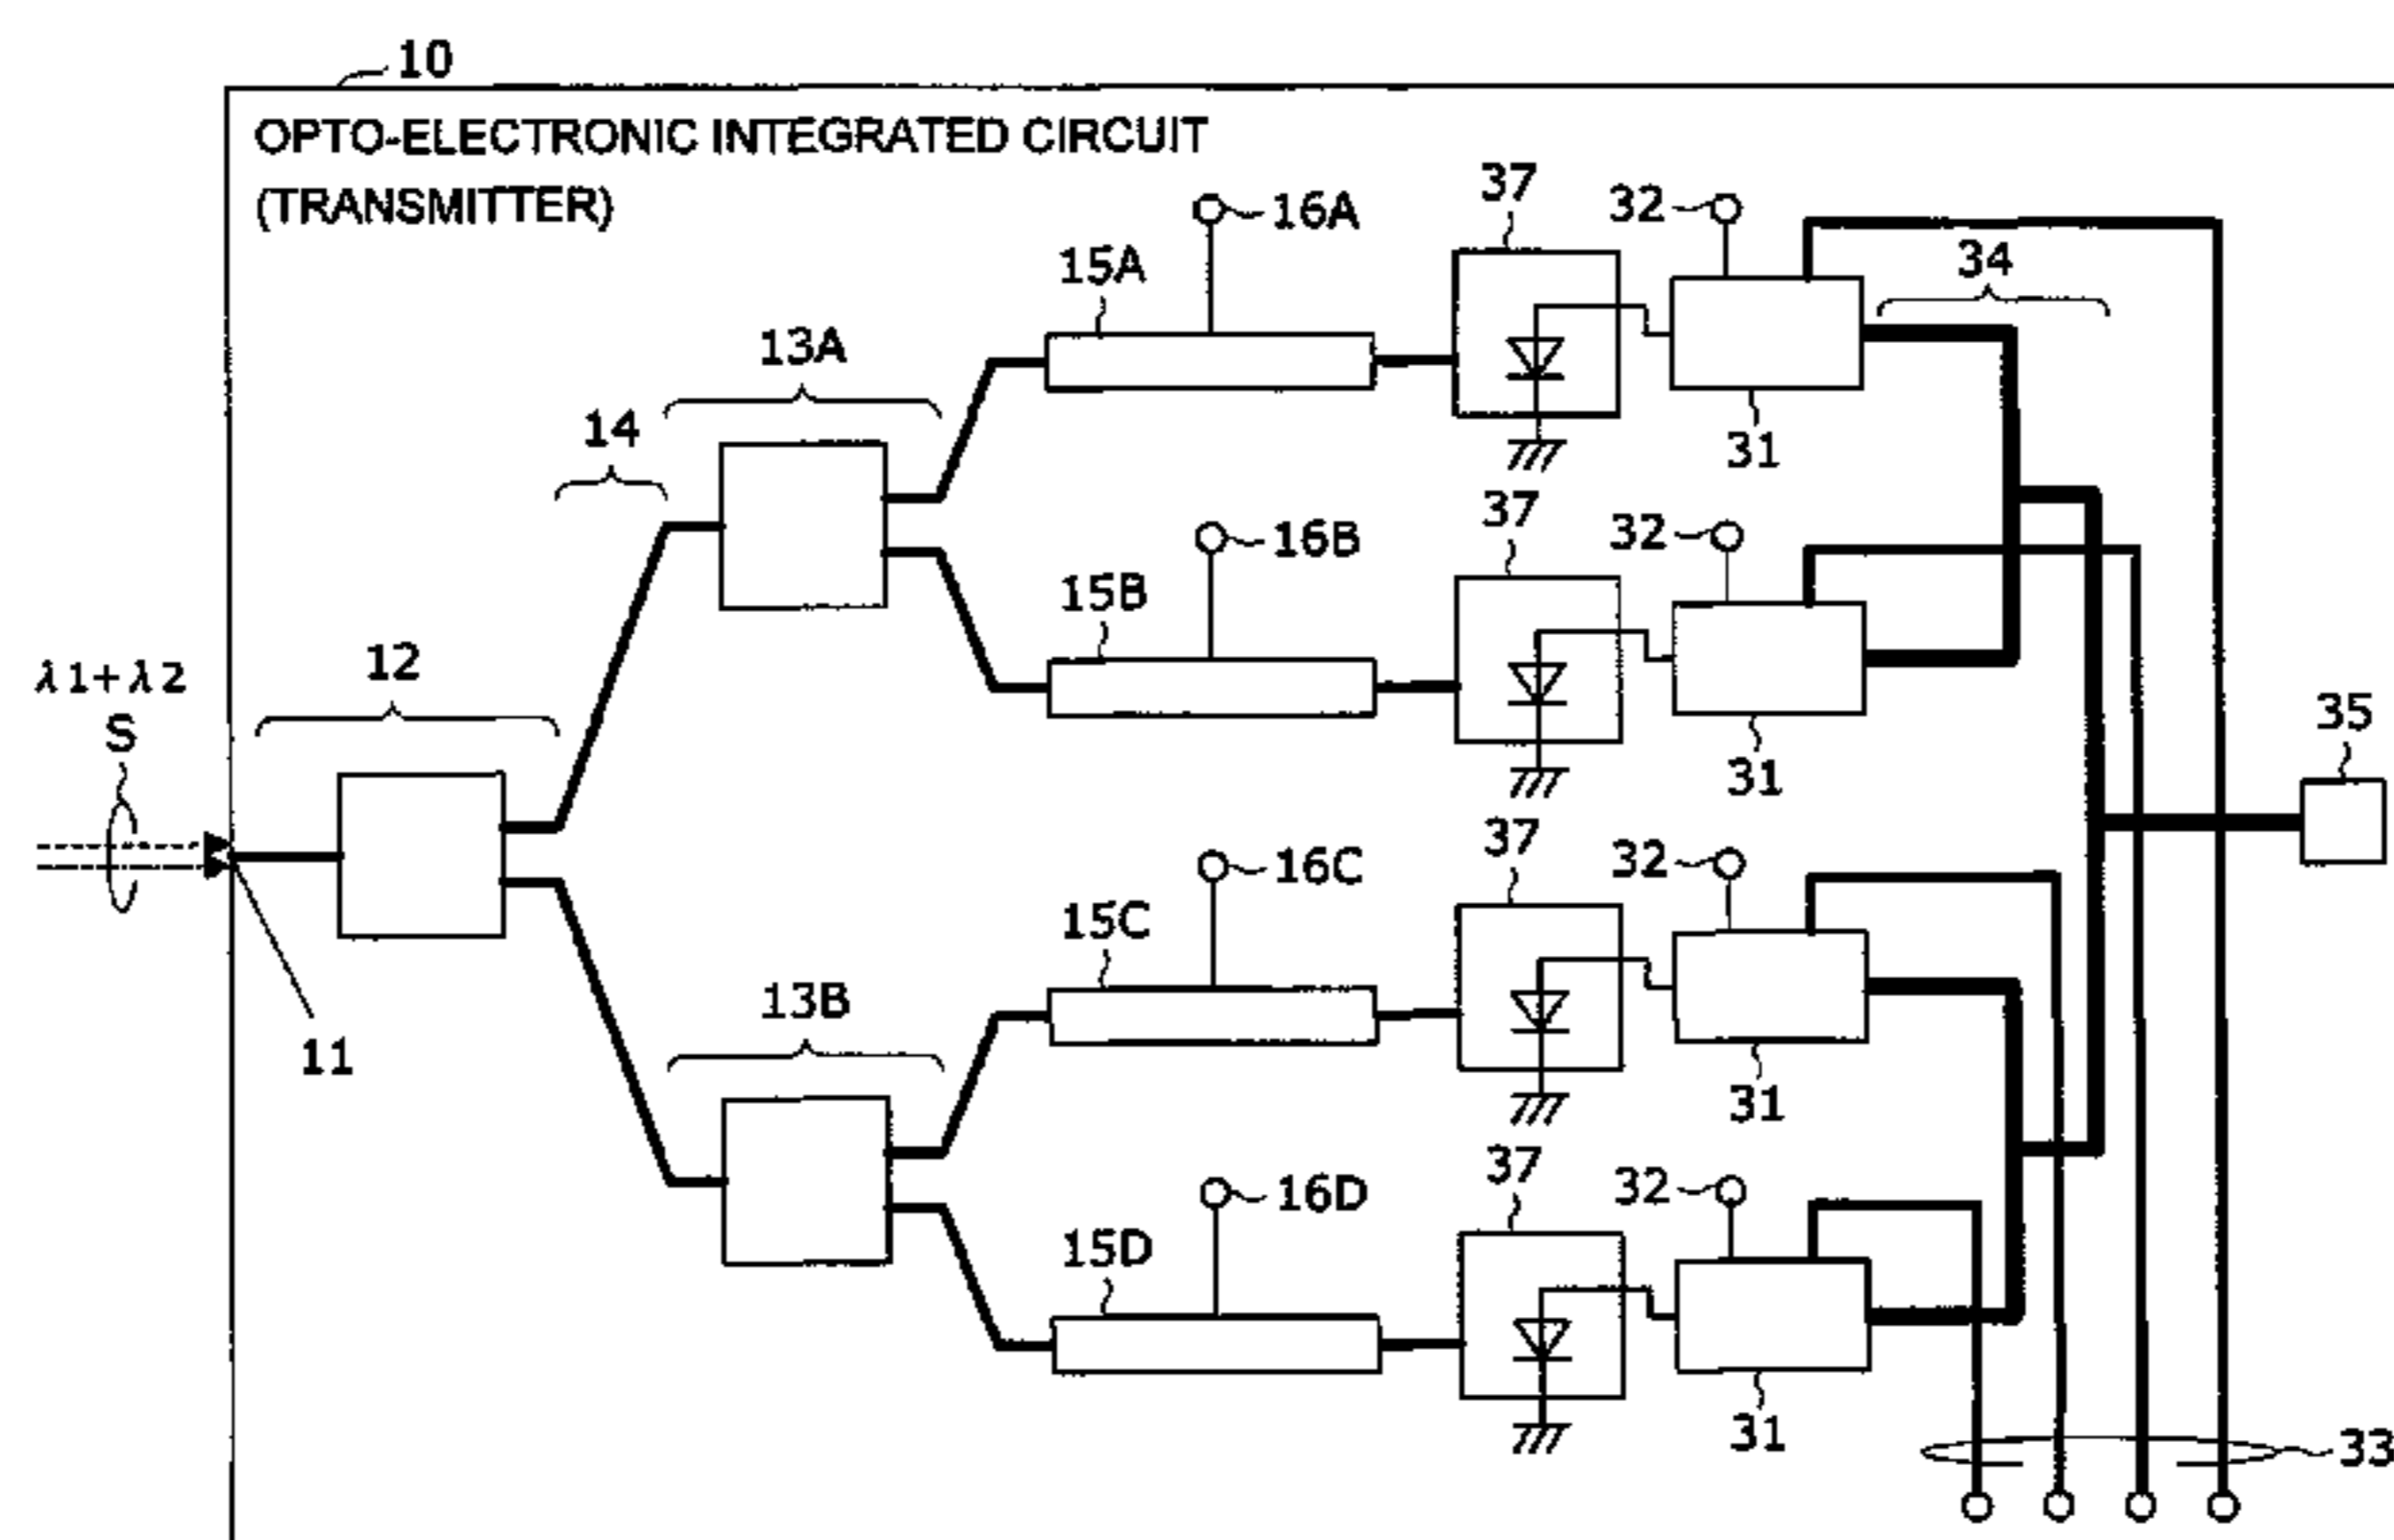 10
OPTO-ELECTRONIC INTEGRATED CIRCUIT
(TRANSMITTER)
37
32
16A
34
15A
13A
14
31
37
32
16B
15B
12
λ1+λ2
S
35
31
37
32
16C
15C
13B
11
31
37
32
16D
15D
31
33